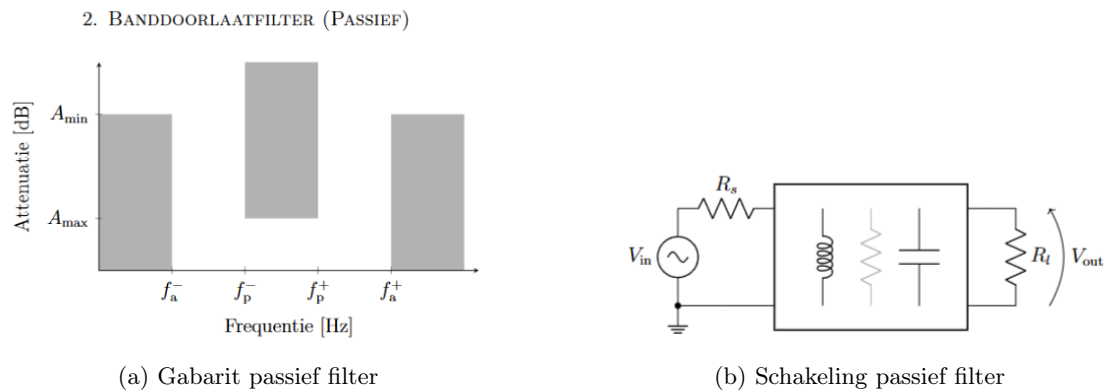 2. BANDDOORLAATFILTER (PASSIEF)
Attenuatie [dB]
A_min
A_max
f_a^-
f_p^-
f_p^+
f_a^+
Frequentie [Hz]
(a) Gabarit passief filter
R_s
V_in
R_l
V_out
(b) Schakeling passief filter